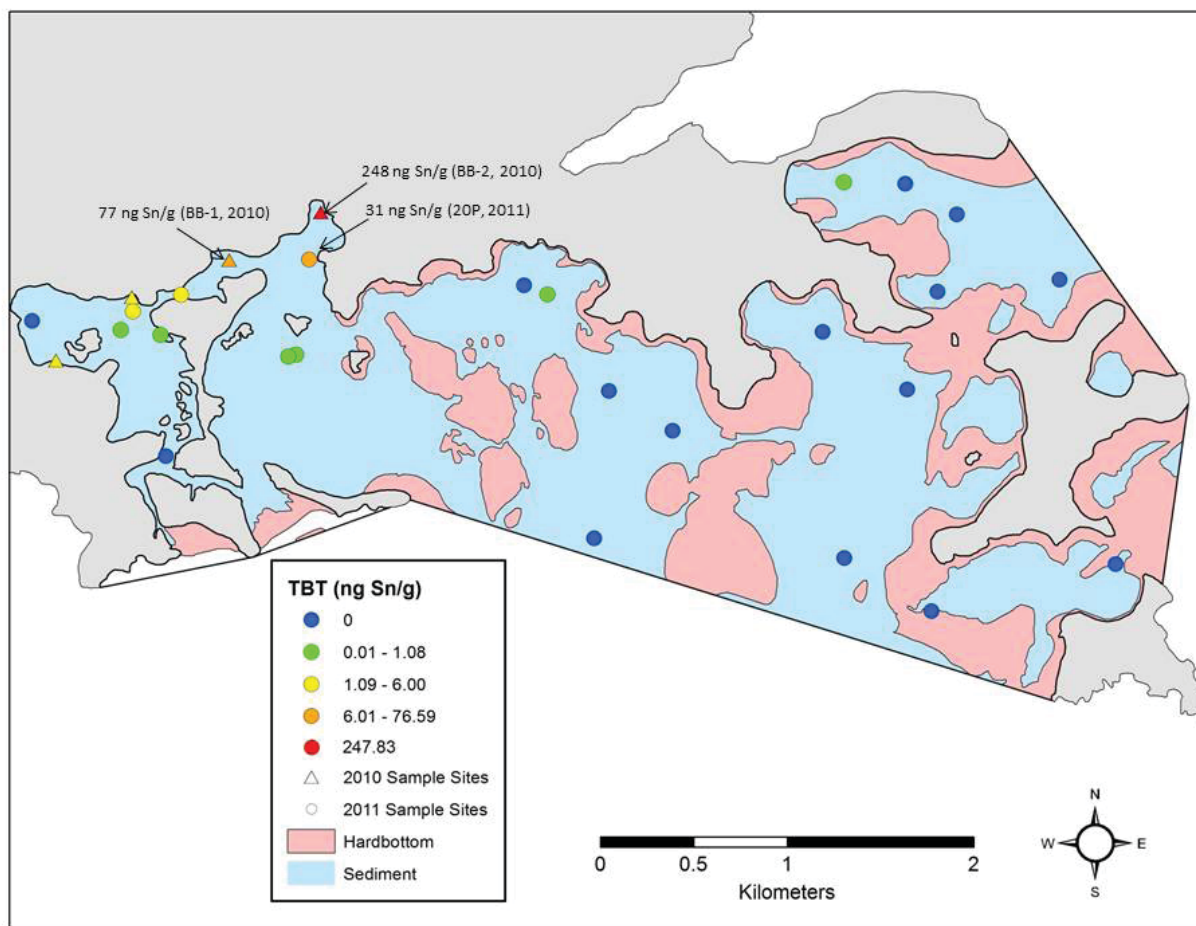 248 ng Sn/g (BB-2, 2010)
77 ng Sn/g (BB-1, 2010)
31 ng Sn/g (20P, 2011)
TBT (ng Sn/g)
0
0.01 - 1.08
1.09 - 6.00
6.01 - 76.59
247.83
2010 Sample Sites
2011 Sample Sites
Hardbottom
Sediment
0 0.5 1 2
Kilometers
N
W E
S